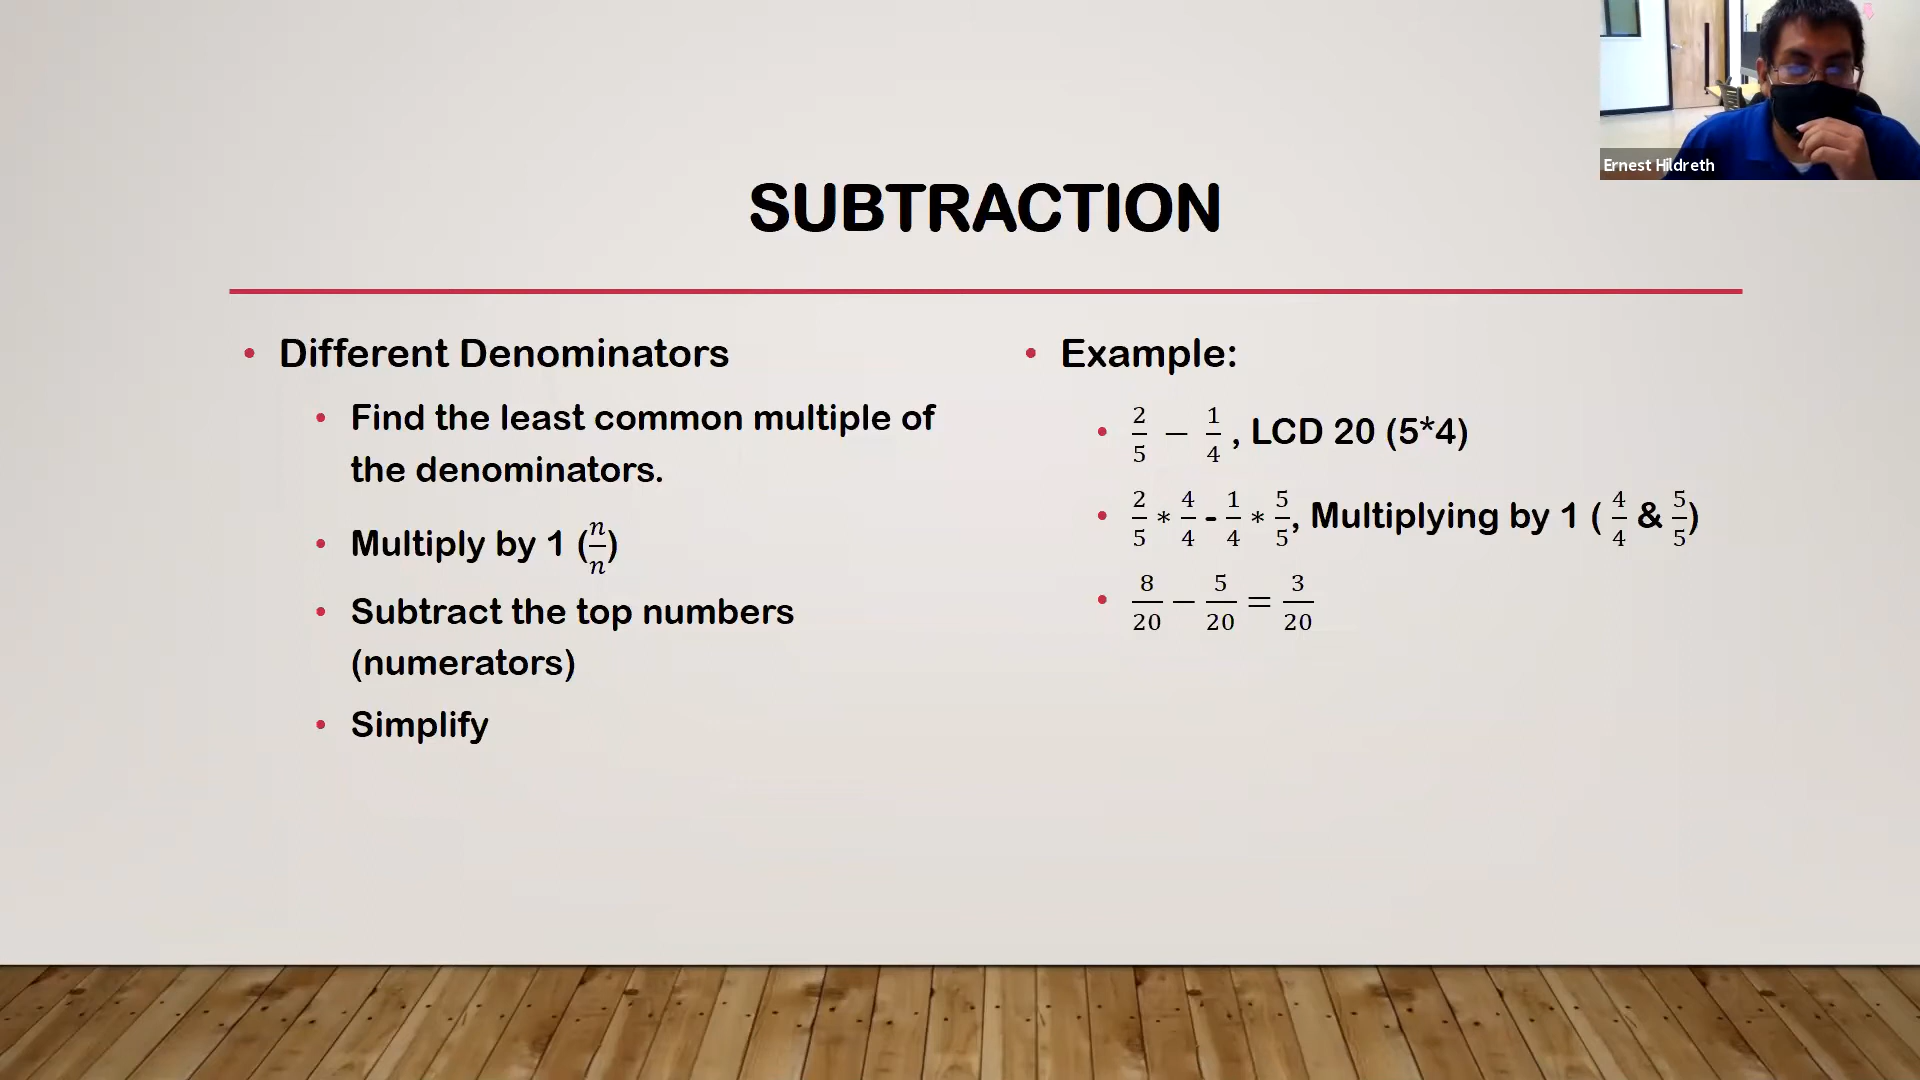 Ernest Hildreth
SUBTRACTION
• Different Denominators
• Find the least common multiple of
the denominators.
• Multiply by 1 (n/n)
• Subtract the top numbers
(numerators)
• Simplify
• Example:
• 2/5 − 1/4 , LCD 20 (5*4)
• 2/5 ∗ 4/4 - 1/4 ∗ 5/5, Multiplying by 1 ( 4/4 & 5/5)
• 8/20 − 5/20 = 3/20